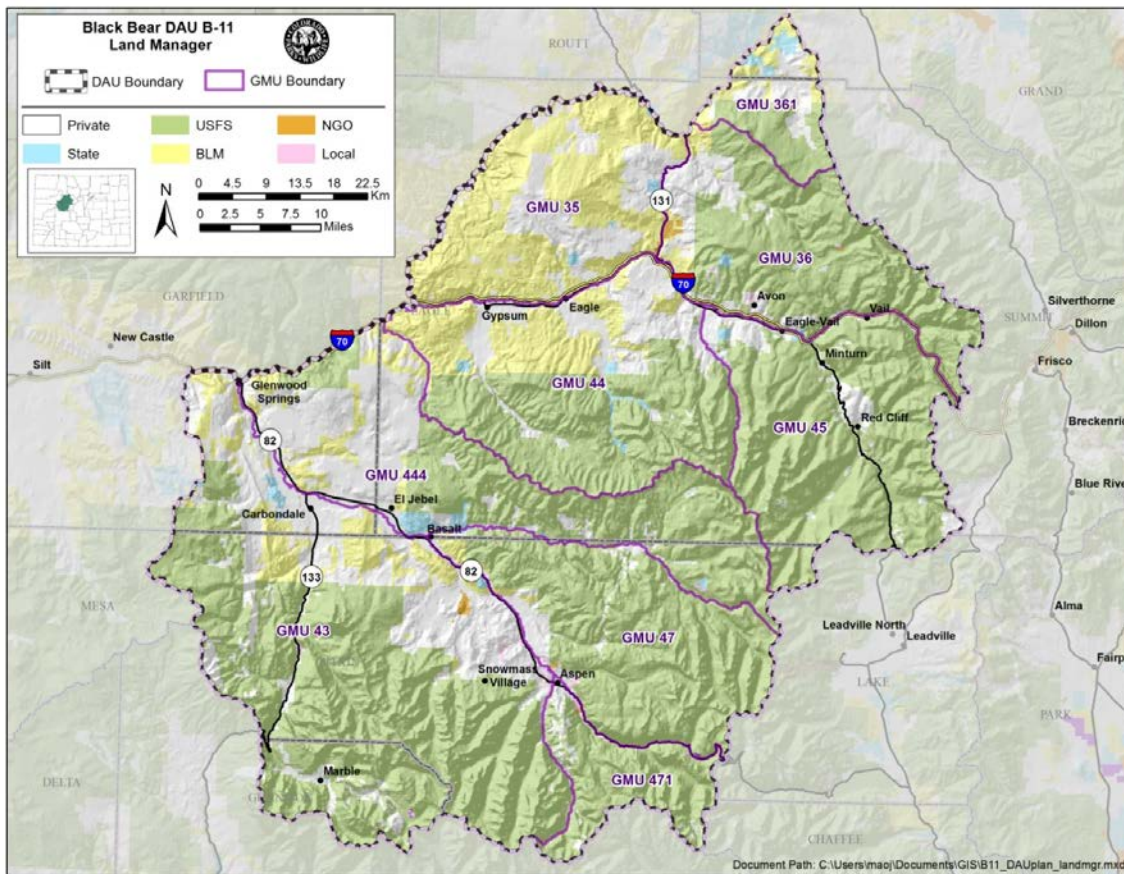 Black Bear DAU B-11
Land Manager
DAU Boundary
GMU Boundary
Private
USFS
NGO
State
BLM
Local
N
0 4.5 9 13.5 18 22.5
Km
0 2.5 5 7.5 10
Miles
ROUTT
GRAND
GMU 361
GMU 35
131
GMU 36
70
GARFIELD
Avon
Gypsum
Eagle
Eagle-Vail
Vail
Silverthorne
SUMMIT
Dillon
New Castle
70
Minturn
Silt
Frisco
Glenwood
Springs
GMU 44
GMU 45
Red Cliff
Breckenrid
82
GMU 444
El Jebel
Blue River
Carbondale
Basalt
82
133
MESA
Alma
GMU 43
GMU 47
Leadville North
Leadville
Fairp
Snowmass
Village
Aspen
LAKE
PARK
DELTA
Marble
GMU 471
CHAFFEE
Document Path: C:\Users\maoj\Documents\GIS\B11_DAUplan_landmgr.mxd